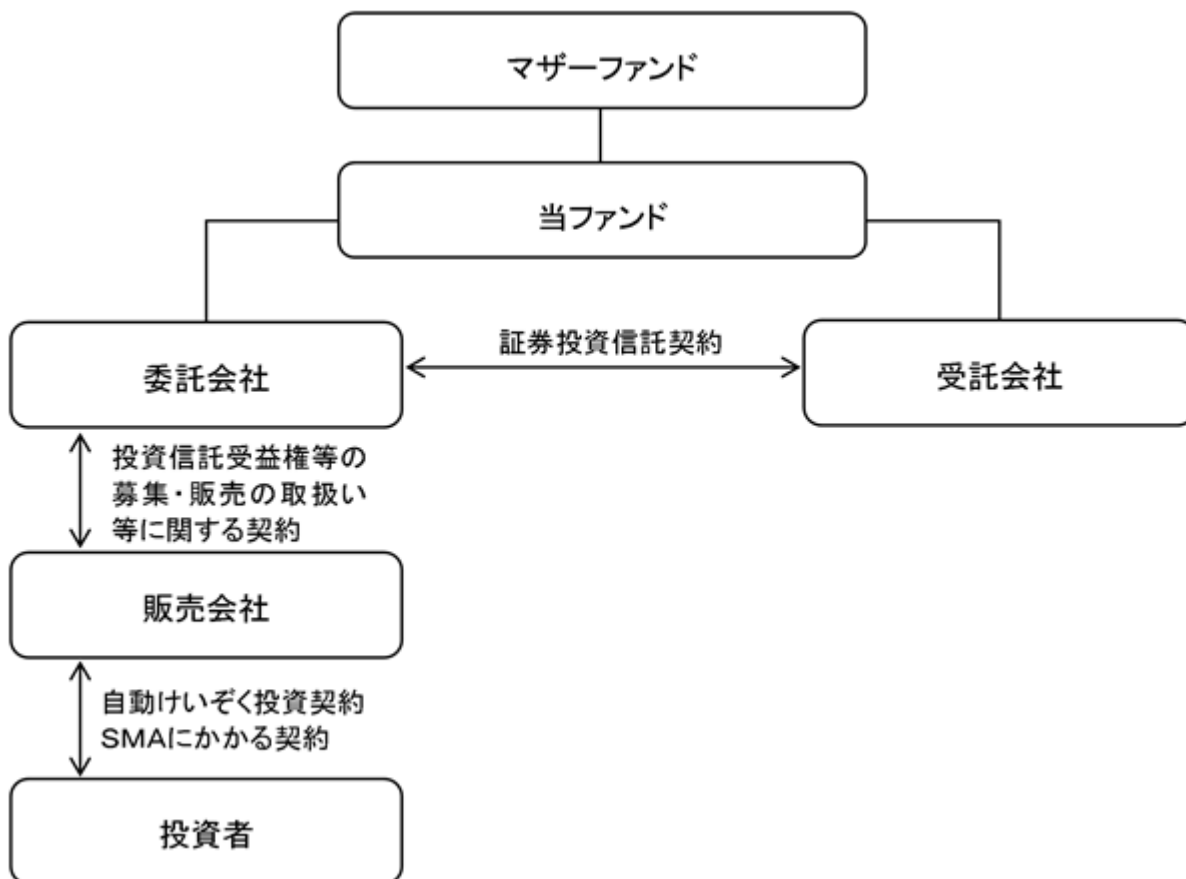 マザーファンド
当ファンド
証券投資信託契約
委託会社
受託会社
投資信託受益権等の
募集・販売の取扱い
等に関する契約
販売会社
自動けいぞく投資契約
SMAにかかる契約
投資者